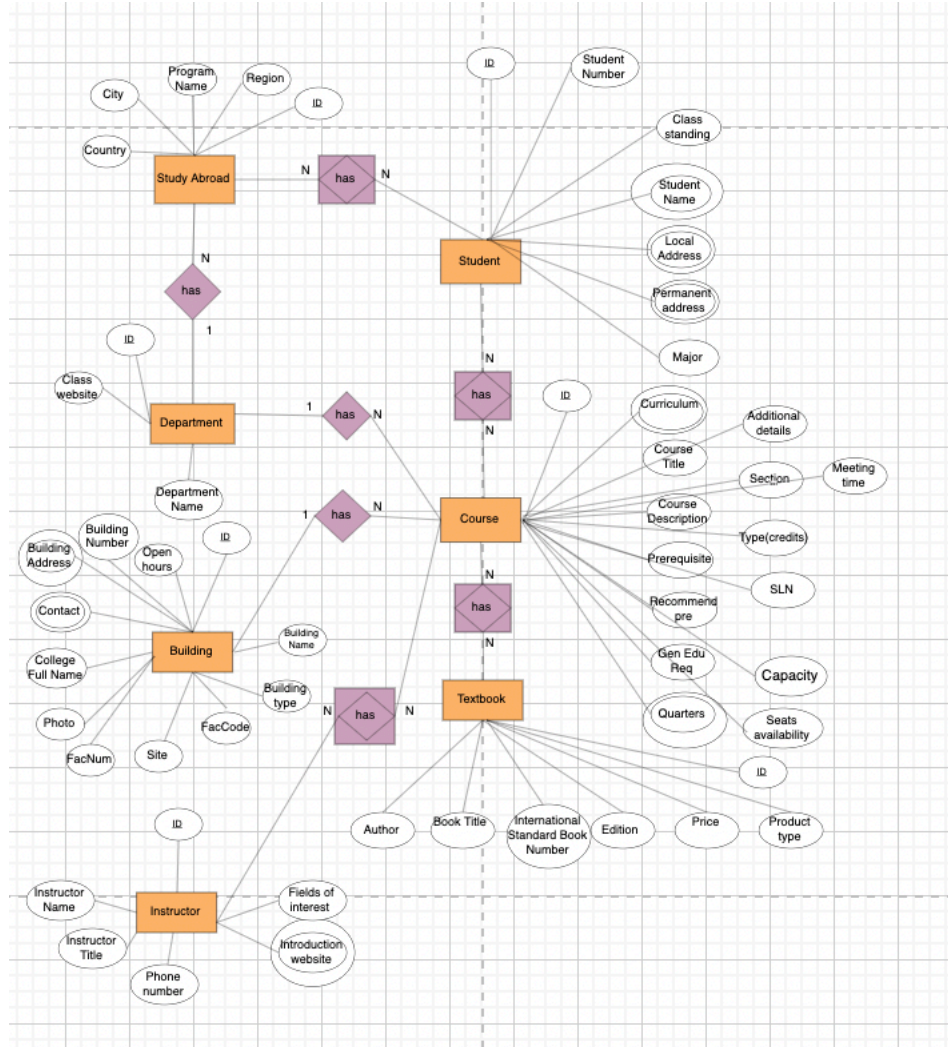 ID
Student
Number
Program
Name
Region
City
ID
Class
standing
Country
Study Abroad
N
has
N
Student
Name
Local
Address
Student
N
has
Permanent
address
1
ID
Major
N
Class
website
has
ID
Curriculum
1
has
N
Additional
details
Department
N
Course
Title
Meeting
time
Section
Department
Name
Building
Number
ID
1
has
N
Course
Course
Description
Building
Address
Open
hours
Type(credits)
Prerequisite
N
SLN
Contact
has
Recommend
pre
Building
Name
N
Building
College
Full Name
Gen Edu
Req
Capacity
Building
type
N
has
N
Textbook
Quarters
Photo
FacCode
Seats
availability
FacNum
Site
ID
ID
Author
Book Title
International
Standard Book
Number
Edition
Price
Product
type
Instructor
Name
Fields of
interest
Instructor
Instructor
Title
Introduction
website
Phone
number